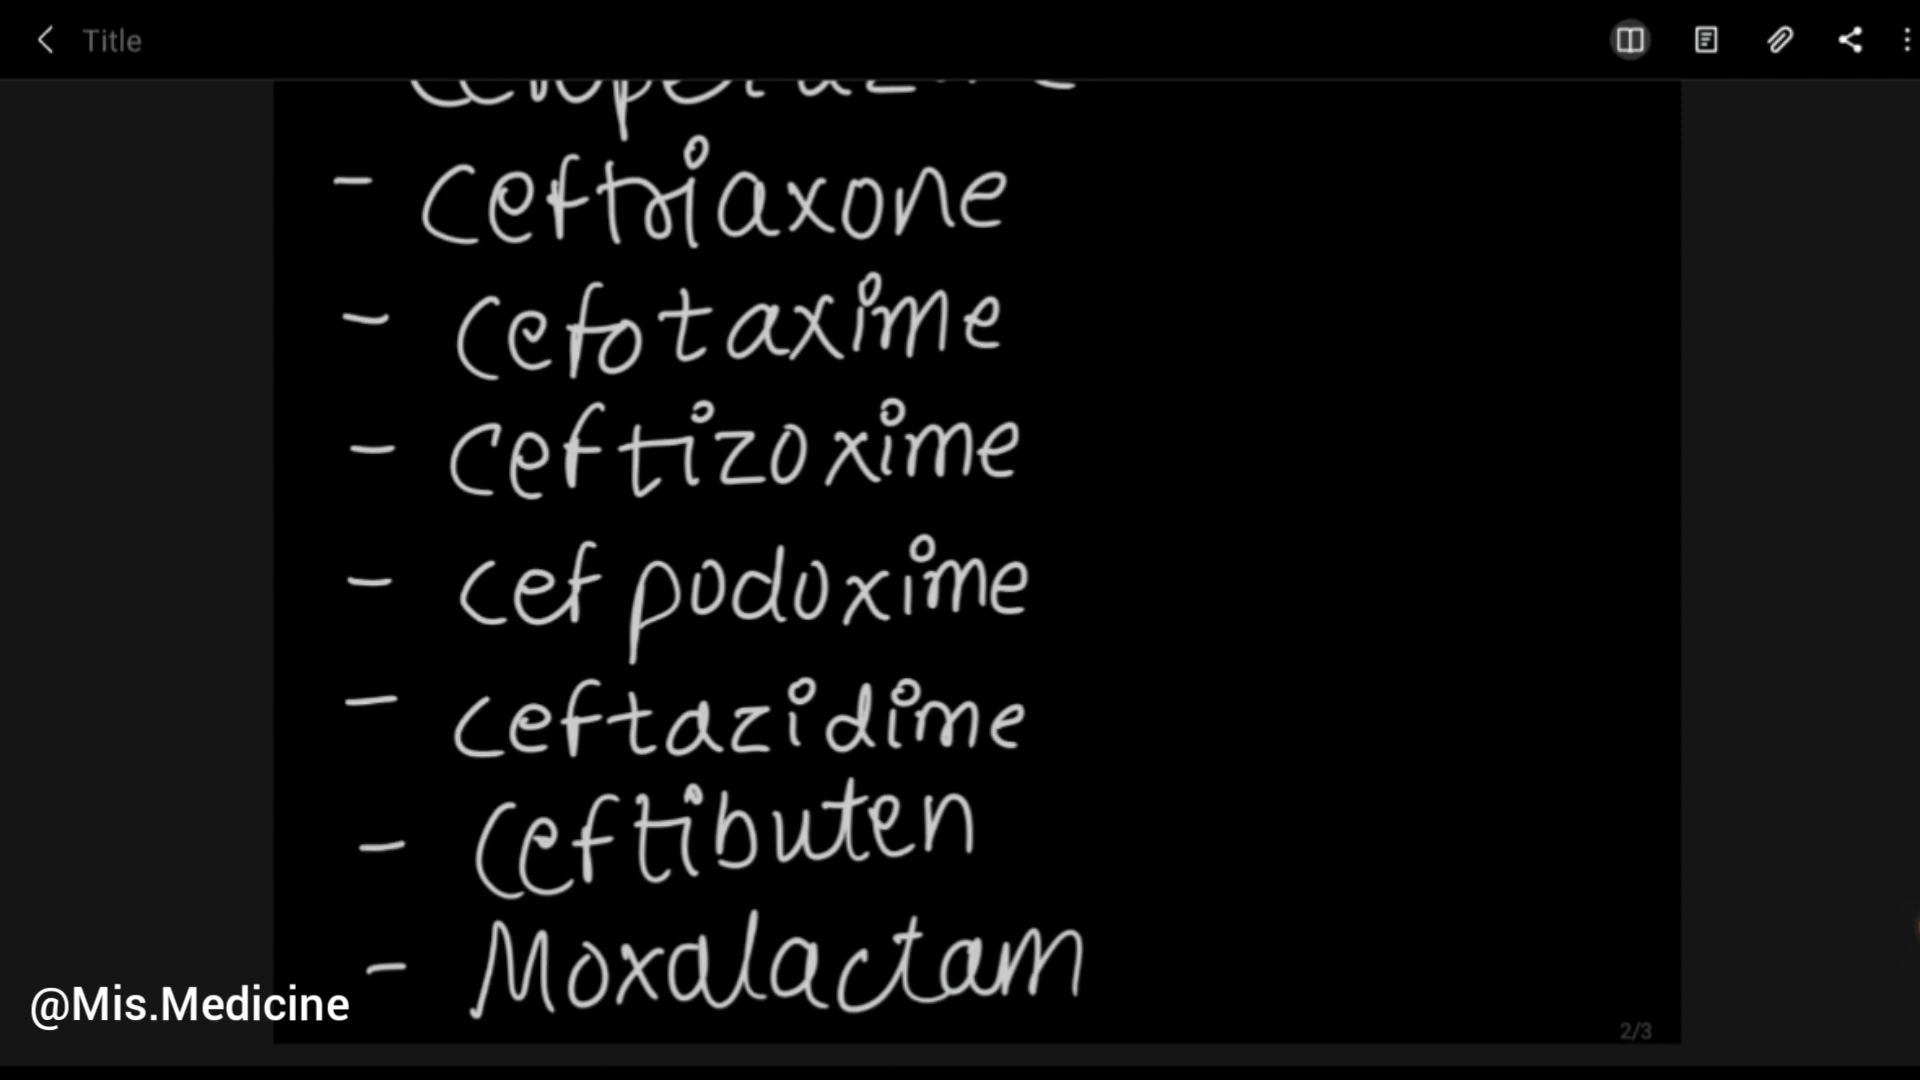 Title
- Ceftriaxone
- Cefotaxime
- Ceftizoxime
- Cefpodoxime
- Ceftazidime
- Ceftibuten
- Moxalactam
@Mis.Medicine
2/3